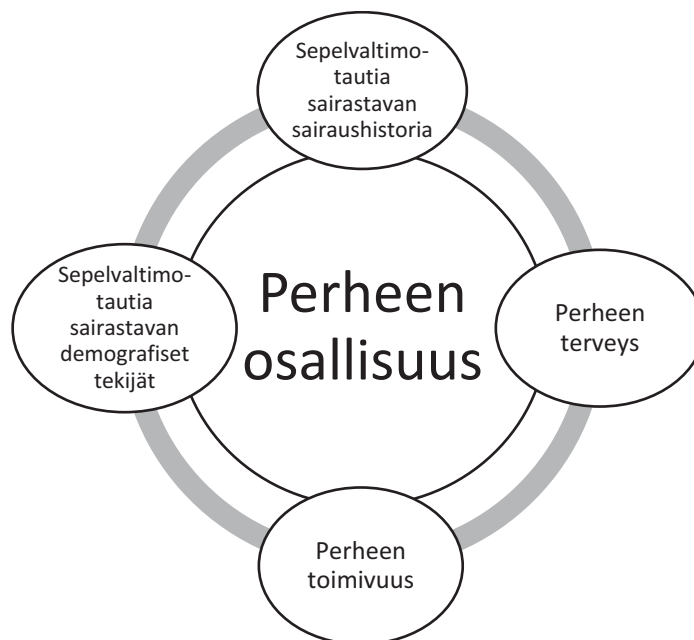 Sepelvaltimo-
tautia
sairastavan
sairaushistoria
Sepelvaltimo-
tautia
sairastavan
demografiset
tekijät
Perheen
osallisuus
Perheen
terveys
Perheen
toimivuus